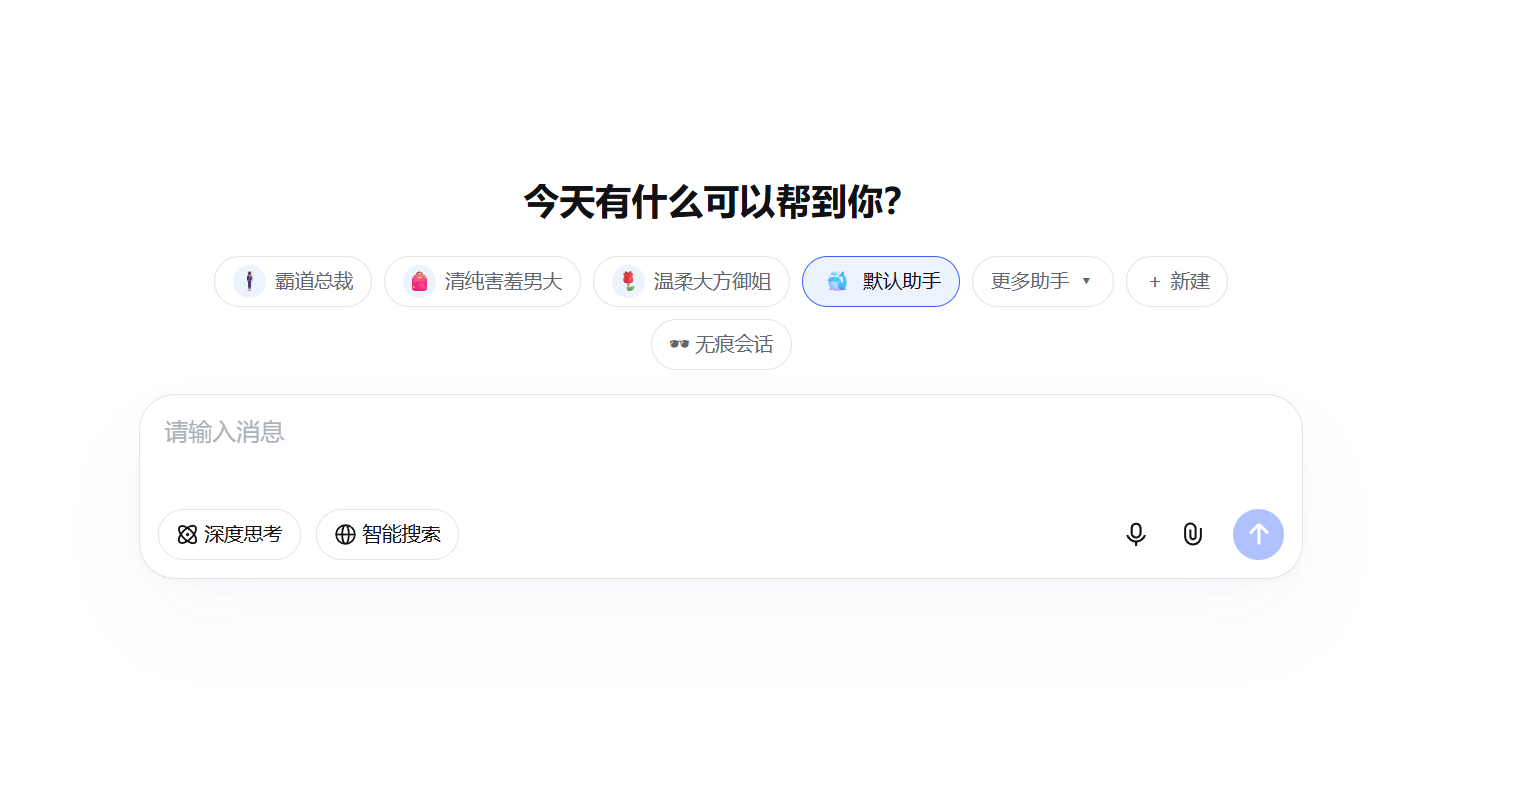 今天有什么可以帮到你？
霸道总裁 清纯害羞男大 温柔大方御姐 默认助手 更多助手 ▼ + 新建
无痕会话
请输入消息
深度思考 智能搜索